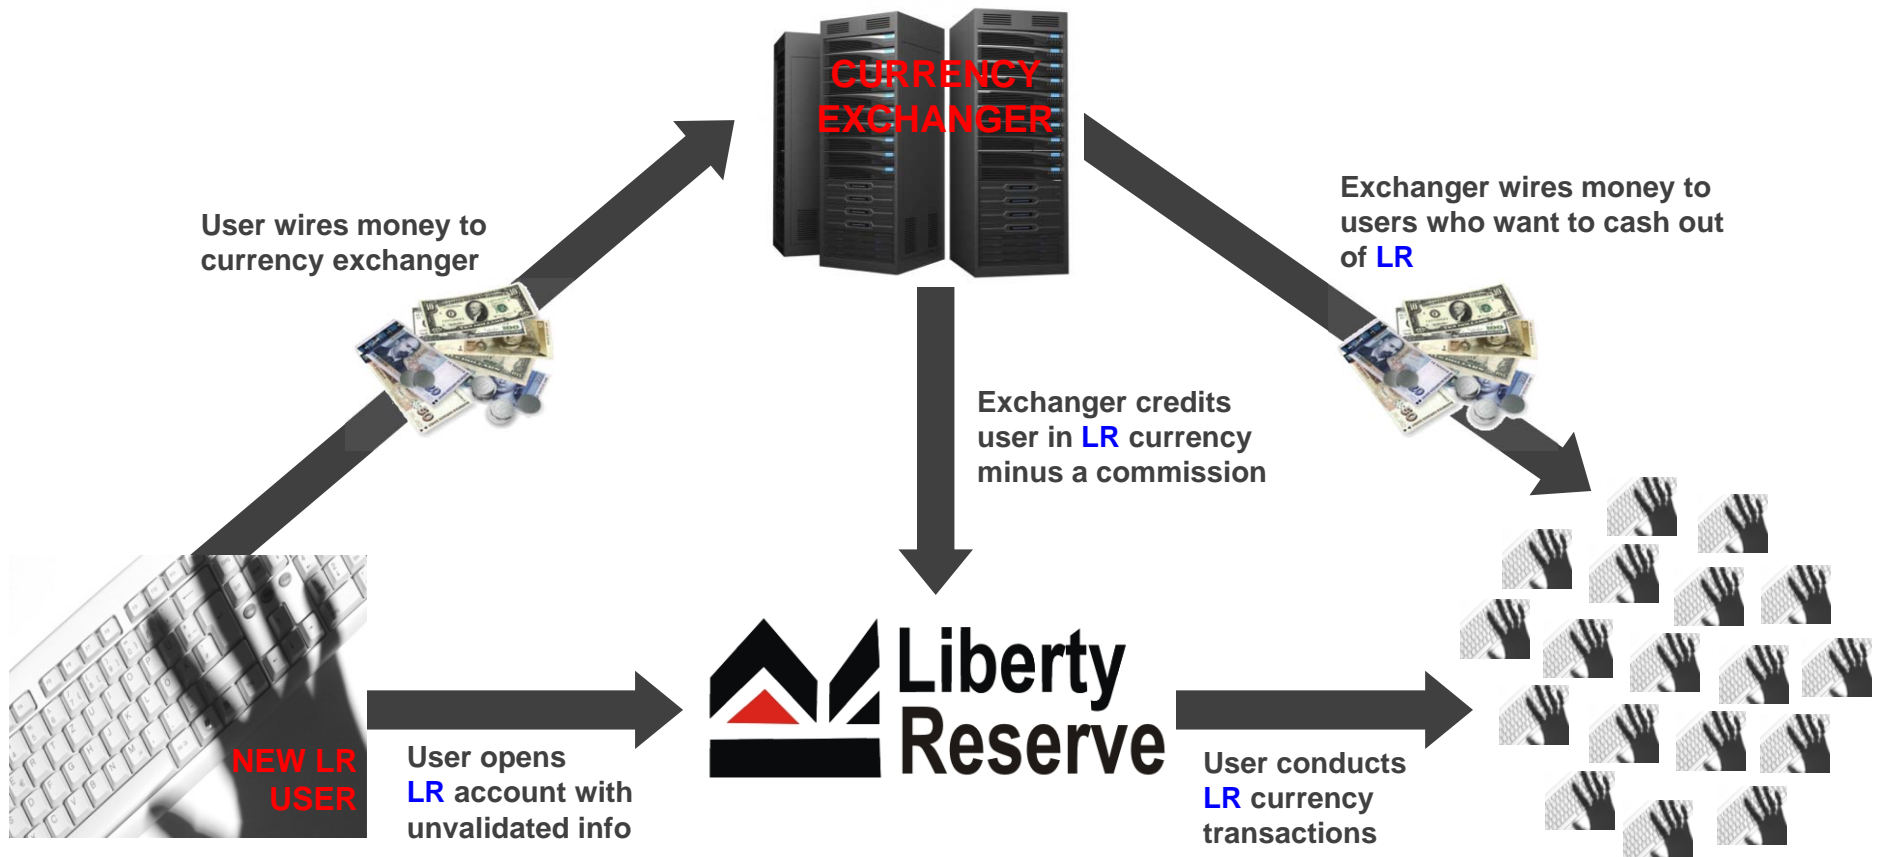 CURRENCY
EXCHANGER
User wires money to
currency exchanger
Exchanger wires money to
users who want to cash out
of LR
Exchanger credits
user in LR currency
minus a commission
NEW LR
USER
User opens
LR account with
unvalidated info
Liberty
Reserve
User conducts
LR currency
transactions